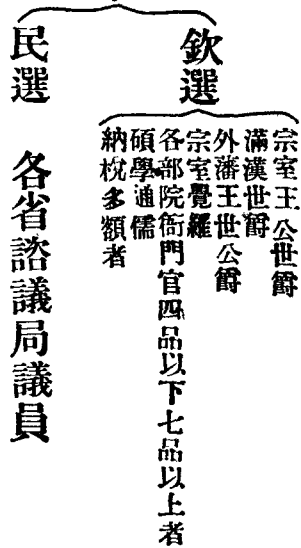 欽選
宗室王公世爵
滿漢世爵
外藩王世公爵
宗室覺羅
各部院衙門官四品以下七品以上者
碩學通儒
納稅多額者
民選
各省諮議局議員